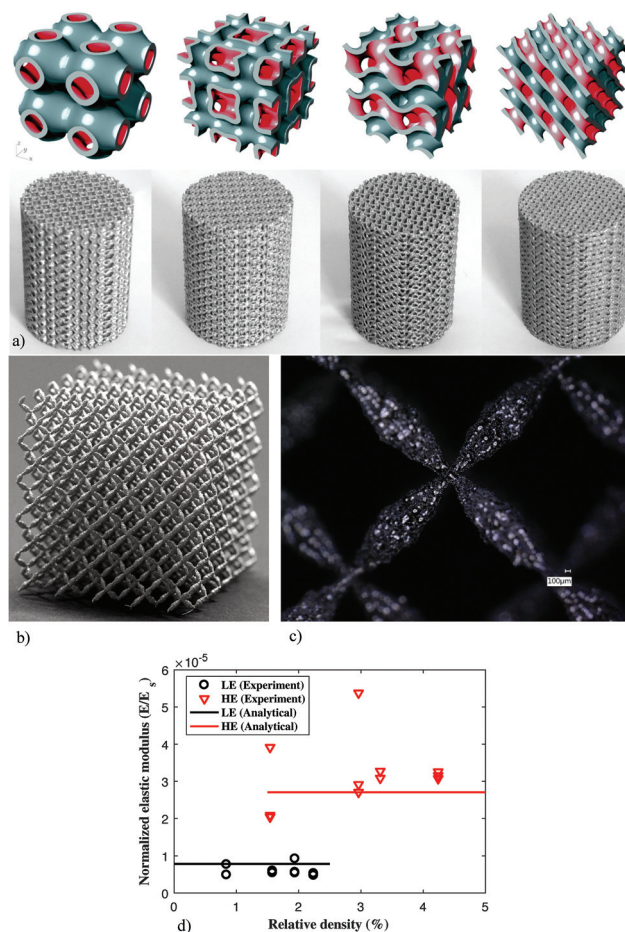 z
y
x
a)
b)
c)
100μm
×10⁻⁵
6
5
4
3
2
1
0
Normalized elastic modulus (E/Eₛ)
LE (Experiment)
HE (Experiment)
LE (Analytical)
HE (Analytical)
0 1 2 3 4 5
Relative density (%)
d)